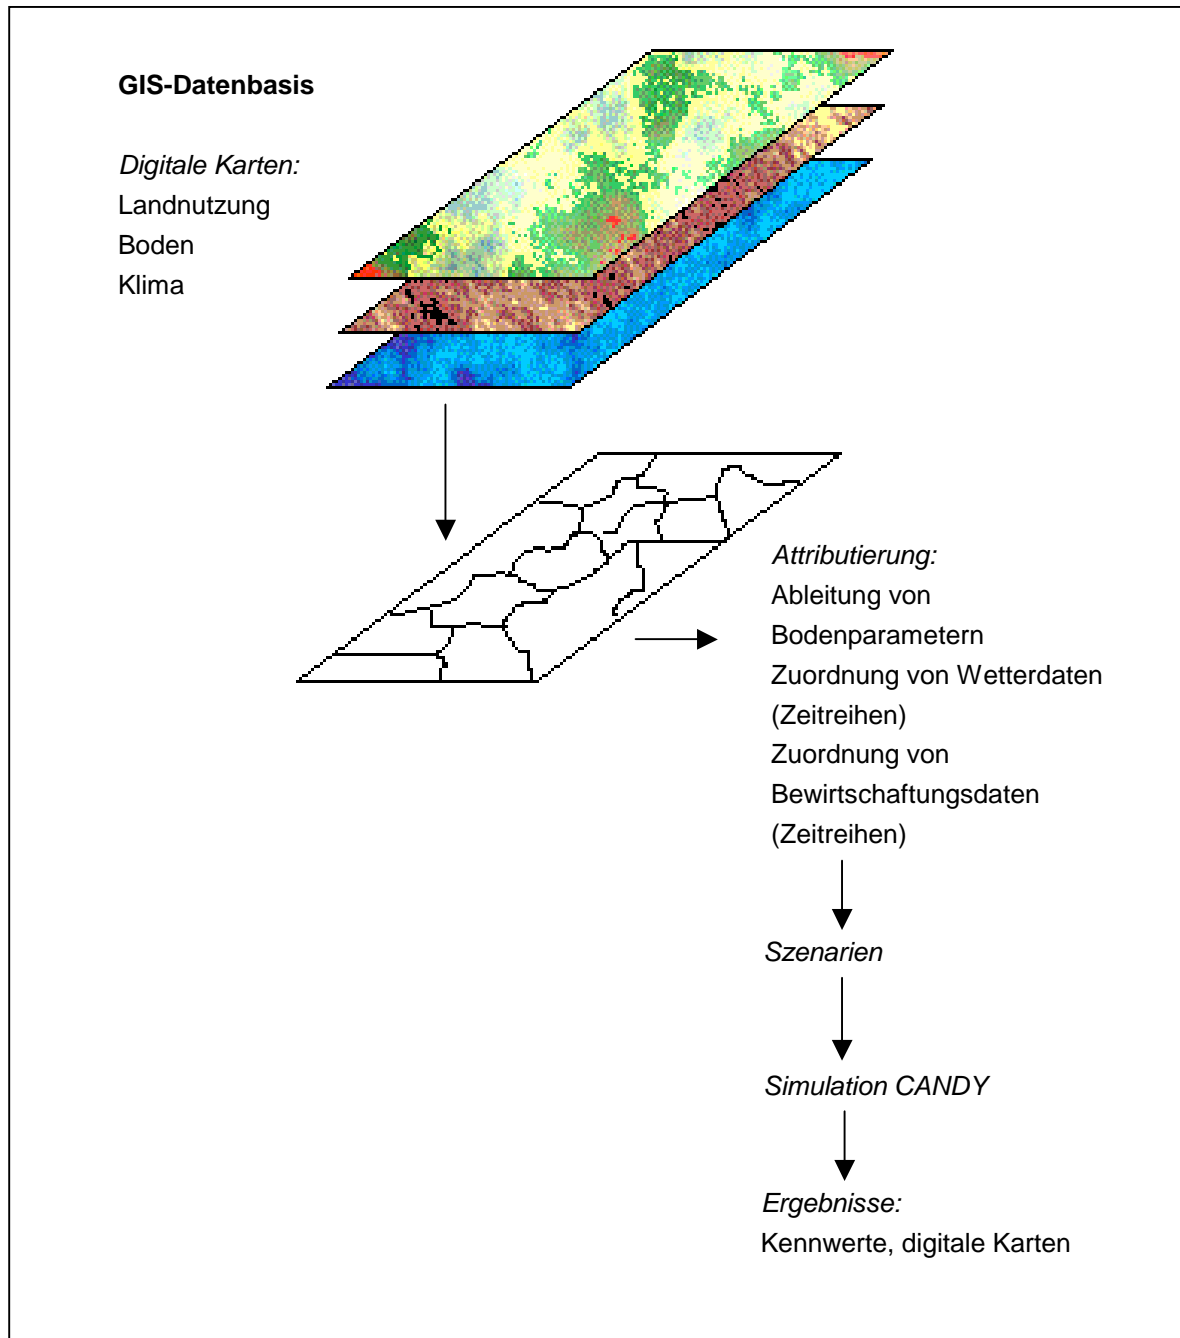 GIS-Datenbasis
Digitale Karten:
Landnutzung
Boden
Klima
Attributierung:
Ableitung von
Bodenparametern
Zuordnung von Wetterdaten
(Zeitreihen)
Zuordnung von
Bewirtschaftungsdaten
(Zeitreihen)
Szenarien
Simulation CANDY
Ergebnisse:
Kennwerte, digitale Karten